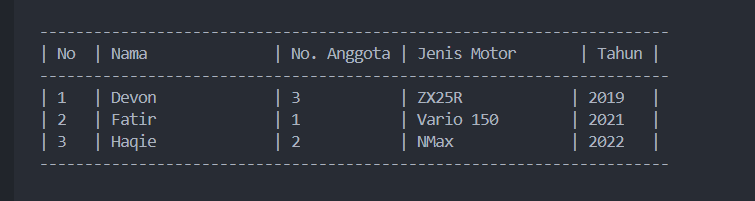 ----------------------------------------------------------------------
| No  | Nama              | No. Anggota | Jenis Motor       | Tahun |
----------------------------------------------------------------------
| 1   | Devon             | 3           | ZX25R            | 2019   |
| 2   | Fatir             | 1           | Vario 150        | 2021   |
| 3   | Haqie             | 2           | NMax             | 2022   |
----------------------------------------------------------------------